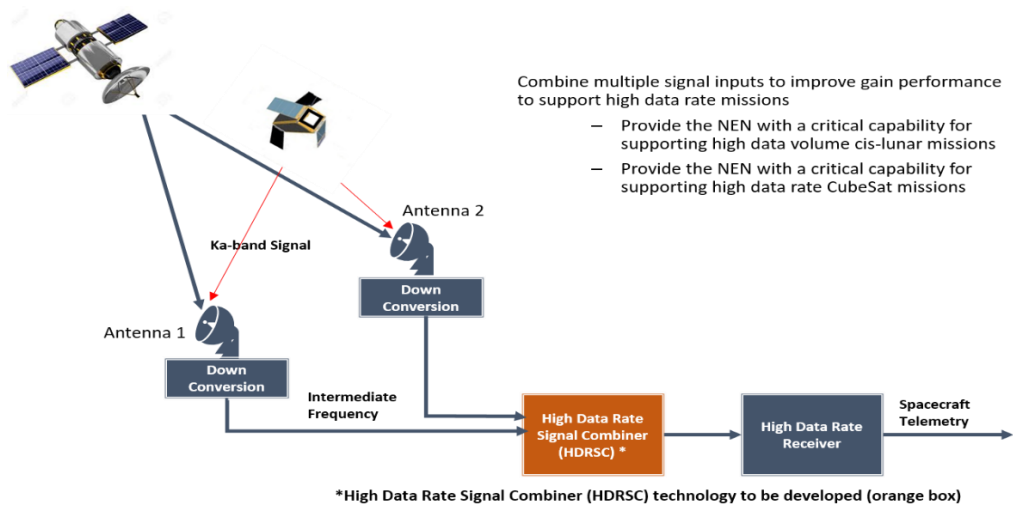 Combine multiple signal inputs to improve gain performance
to support high data rate missions
– Provide the NEN with a critical capability for
supporting high data volume cis-lunar missions
– Provide the NEN with a critical capability for
supporting high data rate CubeSat missions
Antenna 2
Ka-band Signal
Down
Conversion
Antenna 1
Down
Conversion
Intermediate
Frequency
High Data Rate
Signal Combiner
(HDRSC) *
High Data Rate
Receiver
Spacecraft
Telemetry
*High Data Rate Signal Combiner (HDRSC) technology to be developed (orange box)